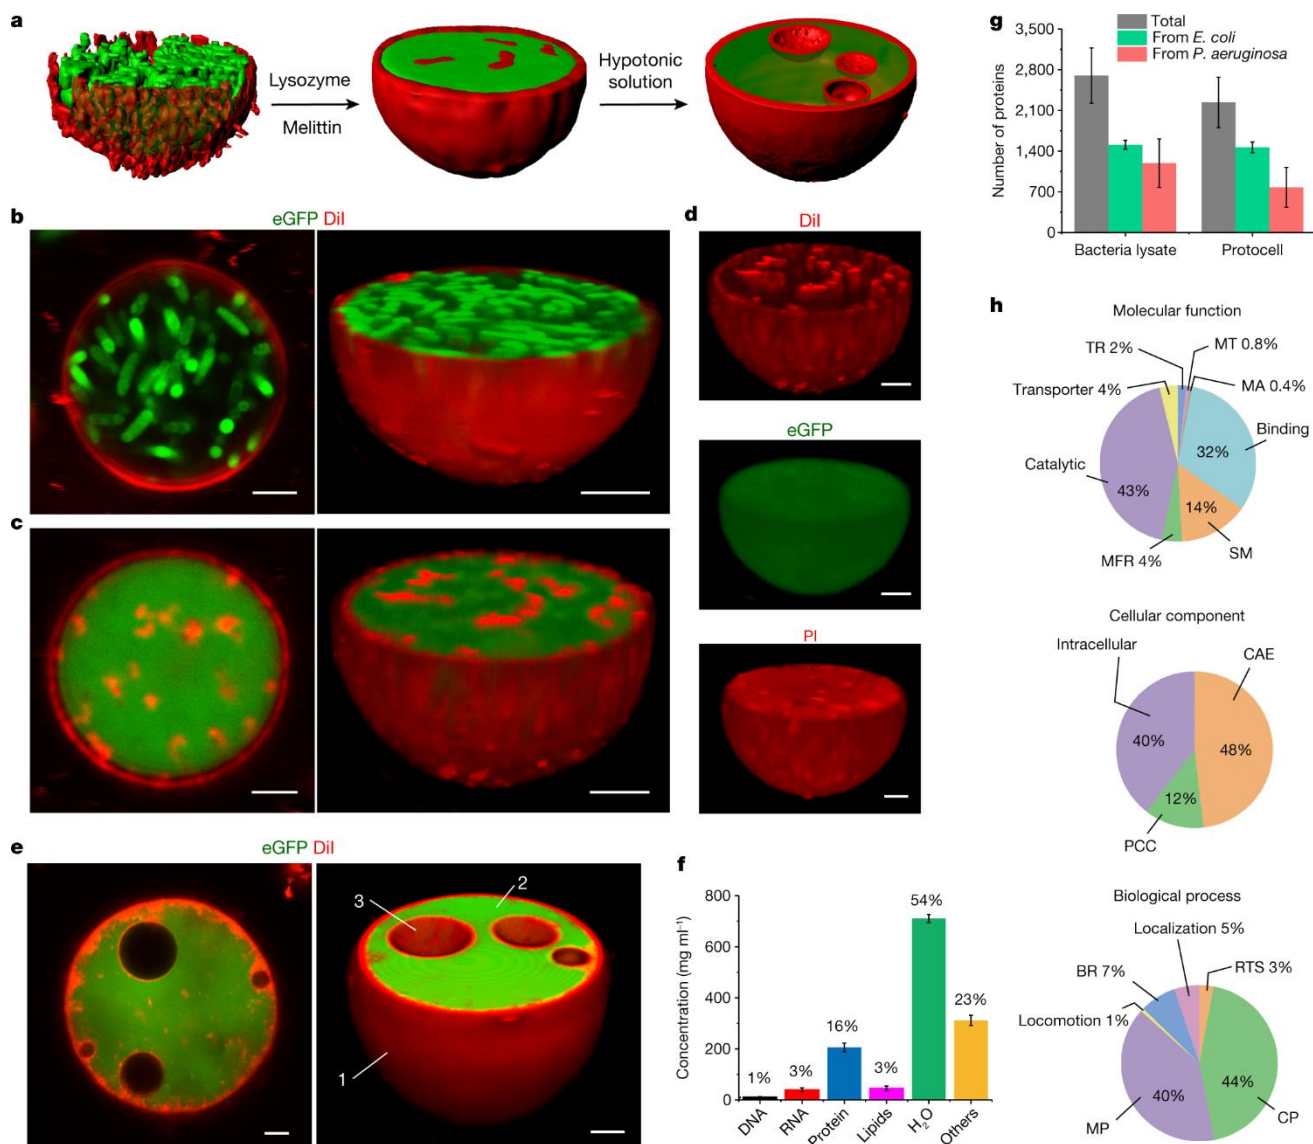 a
Lysozyme
Melittin
Hypotonic
solution
b
eGFP DiI
c
d
DiI
eGFP
PI
e
eGFP DiI
1
2
3
f
Concentration (mg ml⁻¹)
800
600
400
200
0
1%
3%
16%
3%
54%
23%
DNA
RNA
Protein
Lipids
H₂O
Others
g
Number of proteins
3,500
2,800
2,100
1,400
700
0
Total
From E. coli
From P. aeruginosa
Bacteria lysate
Protocell
h
Molecular function
TR 2%
MT 0.8%
MA 0.4%
Transporter 4%
Binding
32%
Catalytic
43%
14%
MFR 4%
SM
Cellular component
Intracellular
CAE
40%
48%
12%
PCC
Biological process
Localization 5%
BR 7%
RTS 3%
Locomotion 1%
40%
44%
MP
CP